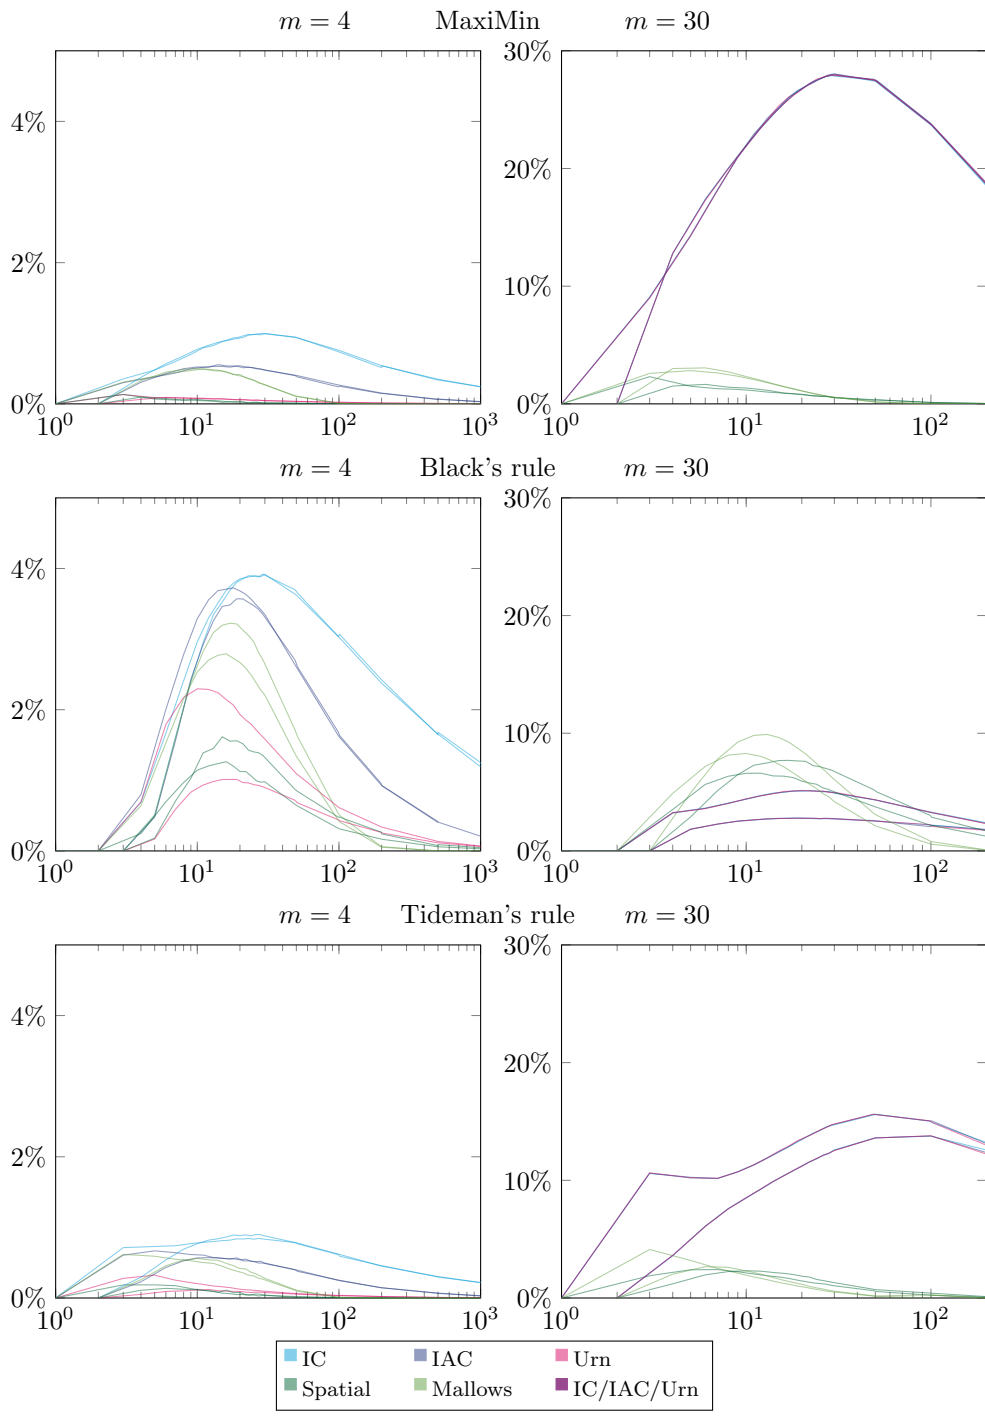 m = 4 MaxiMin m = 30
4%
2%
0%
10^0 10^1 10^2 10^3
30%
20%
10%
0%
10^0 10^1 10^2
m = 4 Black's rule m = 30
4%
2%
0%
10^0 10^1 10^2 10^3
30%
20%
10%
0%
10^0 10^1 10^2
m = 4 Tideman's rule m = 30
4%
2%
0%
10^0 10^1 10^2 10^3
30%
20%
10%
0%
10^0 10^1 10^2
IC IAC Urn
Spatial Mallows IC/IAC/Urn